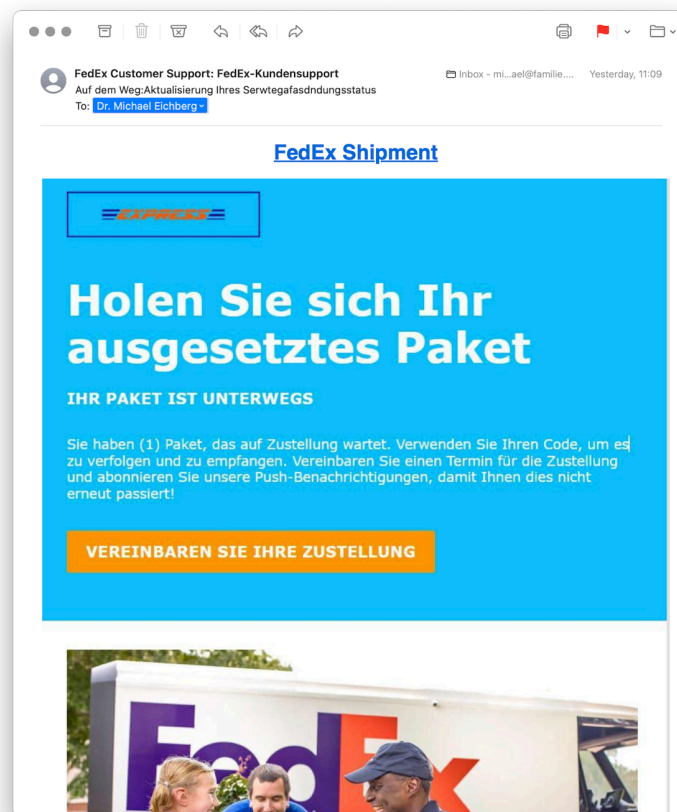 FedEx Customer Support: FedEx-Kundensupport
Inbox - mi...ael@familie....
Yesterday, 11:09
Auf dem Weg:Aktualisierung Ihres Serwtegafasdndungsstatus
To: Dr. Michael Eichberg
FedEx Shipment
EXPRESS
Holen Sie sich Ihr
ausgesetztes Paket
IHR PAKET IST UNTERWEGS
Sie haben (1) Paket, das auf Zustellung wartet. Verwenden Sie Ihren Code, um es
zu verfolgen und zu empfangen. Vereinbaren Sie einen Termin für die Zustellung
und abonnieren Sie unsere Push-Benachrichtigungen, damit Ihnen dies nicht
erneut passiert!
VEREINBAREN SIE IHRE ZUSTELLUNG
FedEx